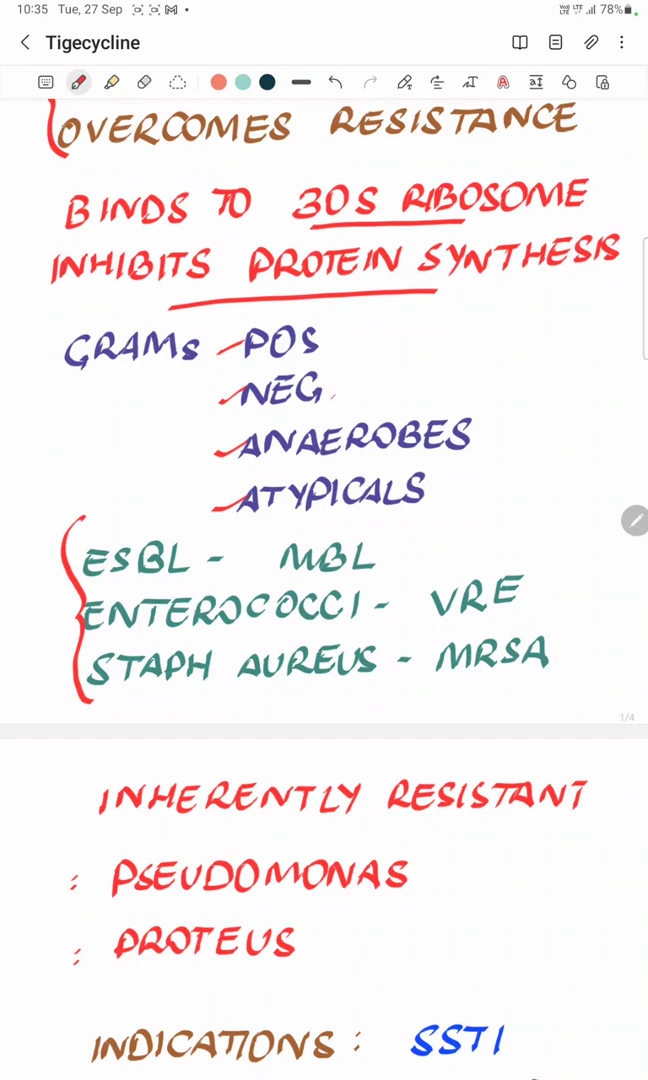 10:35 Tue, 27 Sep
78%
Tigecycline
OVERCOMES RESISTANCE
BINDS TO 30S RIBOSOME
INHIBITS PROTEIN SYNTHESIS
GRAMs POS
NEG
ANAEROBES
ATYPICALS
ESBL - MBL
ENTEROCOCCI - VRE
STAPH AUREUS - MRSA
1/4
INHERENTLY RESISTANT
: PSEUDOMONAS
: PROTEUS
INDICATIONS : SSTI